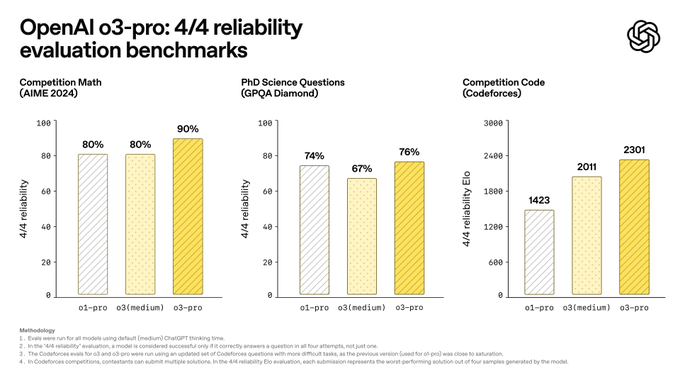 OpenAI o3-pro: 4/4 reliability
evaluation benchmarks
Competition Math
(AIME 2024)
4/4 reliability
100
80
60
40
20
0
80%
80%
90%
o1-pro
o3(medium)
o3-pro
PhD Science Questions
(GPQA Diamond)
4/4 reliability
100
80
60
40
20
0
74%
67%
76%
o1-pro
o3(medium)
o3-pro
Competition Code
(Codeforces)
4/4 reliability Elo
3000
2400
1800
1200
600
0
1423
2011
2301
o1-pro
o3(medium)
o3-pro
Methodology
1 . Evals were run for all models using default (medium) ChatGPT thinking time.
2 . In the "4/4 reliability" evaluation, a model is considered successful only if it correctly answers a question in all four attempts, not just one.
3 . The Codeforces evals for o3 and o3-pro were run using an updated set of Codeforces questions with more difficult tasks, as the previous version (used for o1-pro) was close to saturation.
4 . In Codeforces competitions, contestants can submit multiple solutions. In the 4/4 reliability Elo evaluation, each submission represents the worst-performing solution out of four samples generated by the model.